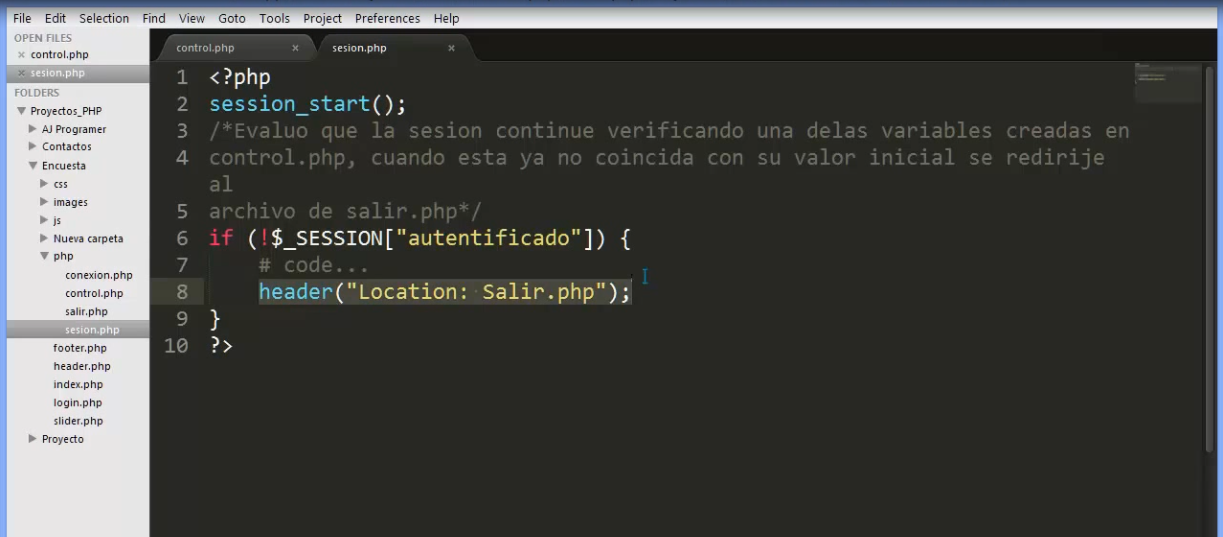 File Edit Selection Find View Goto Tools Project Preferences Help
OPEN FILES
× control.php
× sesion.php
FOLDERS
Proyectos_PHP
AJ Programer
Contactos
Encuesta
css
images
js
Nueva carpeta
php
conexion.php
control.php
salir.php
sesion.php
footer.php
header.php
index.php
login.php
slider.php
Proyecto
control.php × sesion.php ×
1 <?php
2 session_start();
3 /*Evaluo que la sesion continue verificando una delas variables creadas en
4 control.php, cuando esta ya no coincida con su valor inicial se redirije
al
5 archivo de salir.php*/
6 if (!$_SESSION["autentificado"]) {
7 # code...
8 header("Location: Salir.php");
9 }
10 ?>